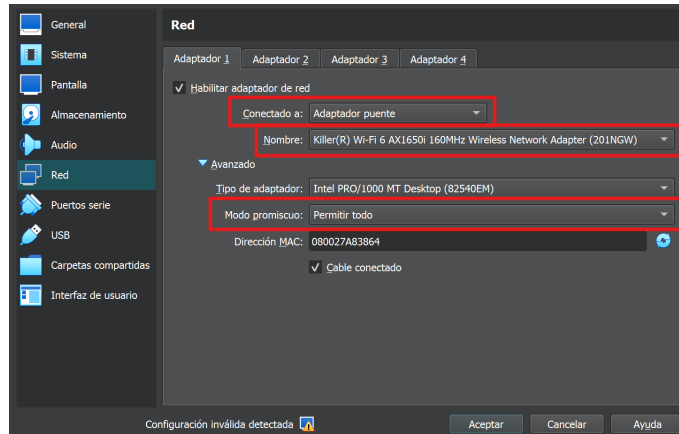 General
Sistema
Pantalla
Almacenamiento
Audio
Red
Puertos serie
USB
Carpetas compartidas
Interfaz de usuario
Red
Adaptador 1 Adaptador 2 Adaptador 3 Adaptador 4
Habilitar adaptador de red
Conectado a: Adaptador puente
Nombre: Killer(R) Wi-Fi 6 AX1650i 160MHz Wireless Network Adapter (201NGW)
Avanzado
Tipo de adaptador: Intel PRO/1000 MT Desktop (82540EM)
Modo promiscuo: Permitir todo
Dirección MAC: 080027A83864
Cable conectado
Configuración inválida detectada Aceptar Cancelar Ayuda